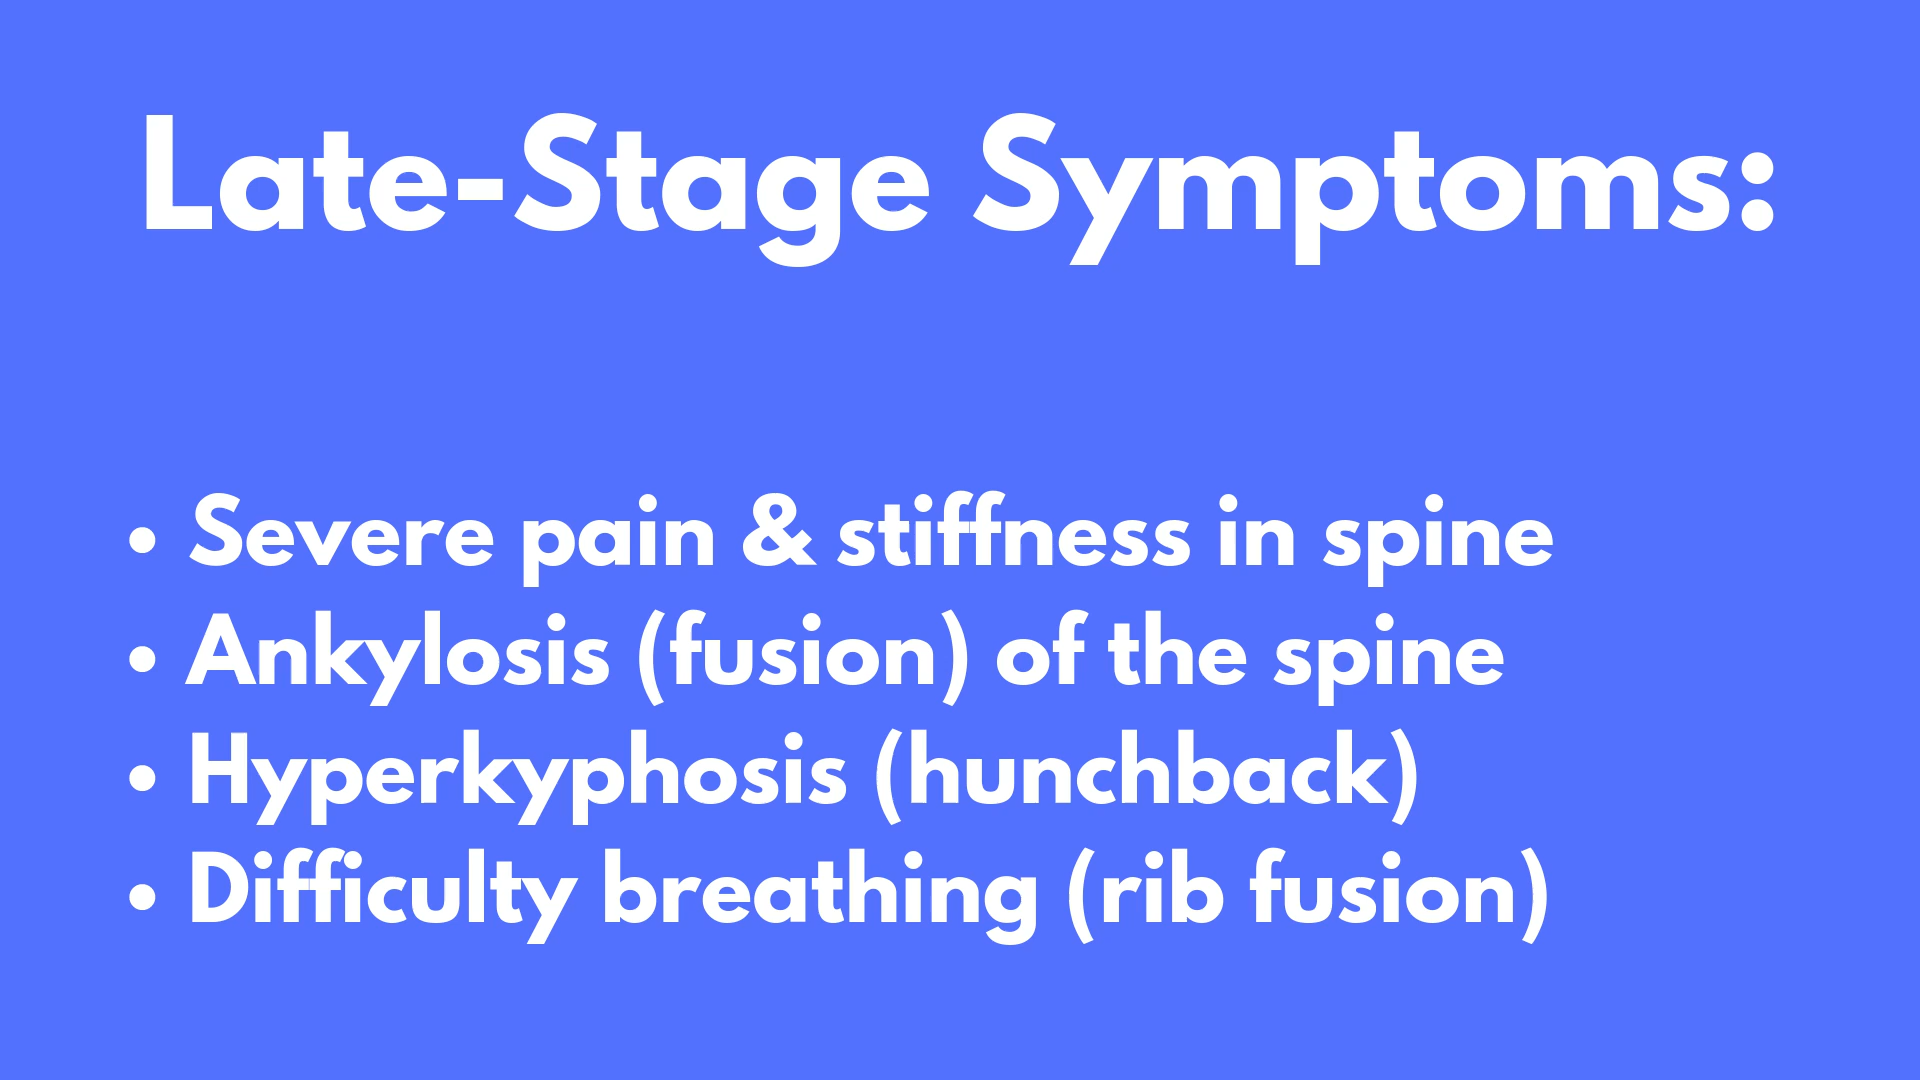 Late-Stage Symptoms:
• Severe pain & stiffness in spine
• Ankylosis (fusion) of the spine
• Hyperkyphosis (hunchback)
• Difficulty breathing (rib fusion)